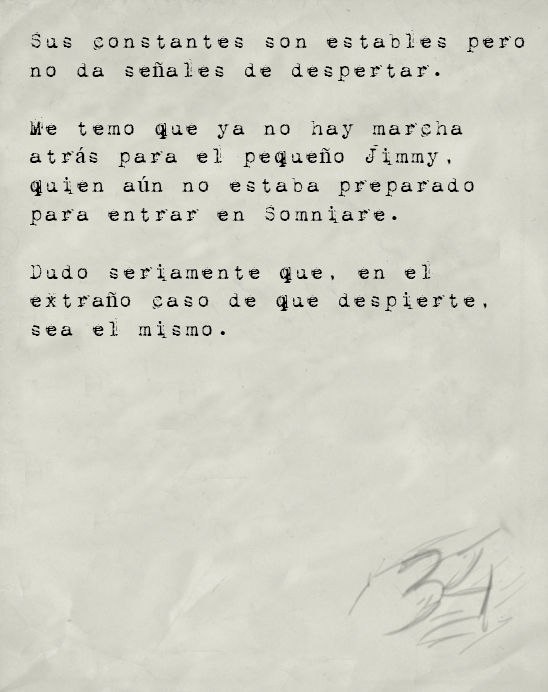 Sus constantes son estables pero
no da señales de despertar.
Me temo que ya no hay marcha
atrás para el pequeño Jimmy,
quien aún no estaba preparado
para entrar en Somniare.
Dudo seriamente que, en el
extraño caso de que despierte,
sea el mismo.
34